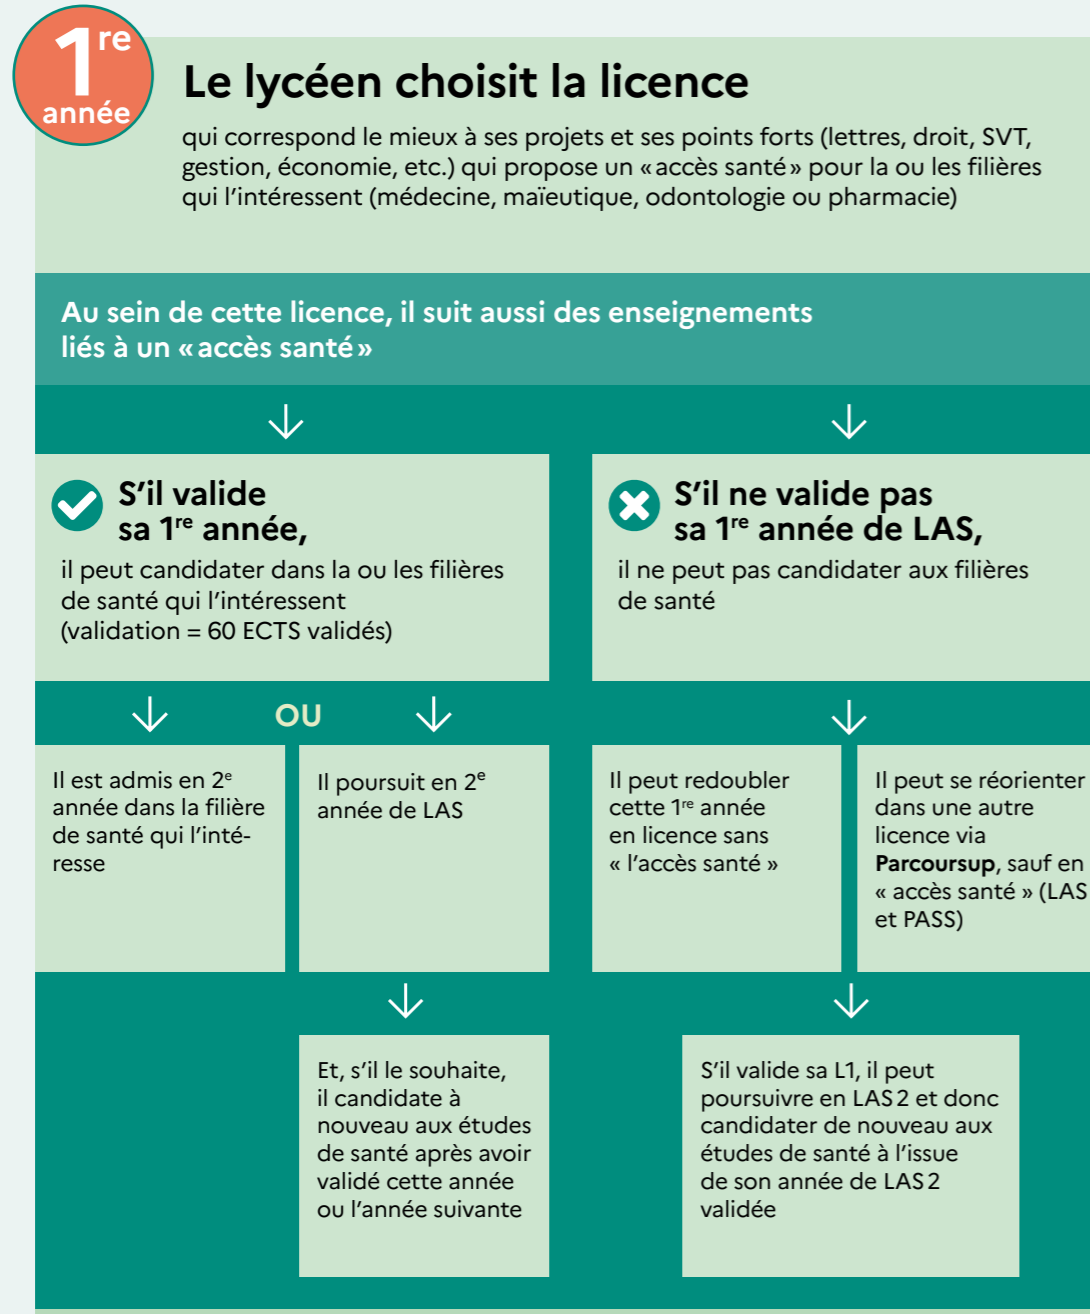 1re
année
Le lycéen choisit la licence
qui correspond le mieux à ses projets et ses points forts (lettres, droit, SVT,
gestion, économie, etc.) qui propose un «accès santé» pour la ou les filières
qui l'intéressent (médecine, maïeutique, odontologie ou pharmacie)
Au sein de cette licence, il suit aussi des enseignements
liés à un «accès santé»
S'il valide
sa 1re année,
il peut candidater dans la ou les filières
de santé qui l'intéressent
(validation = 60 ECTS validés)
S'il ne valide pas
sa 1re année de LAS,
il ne peut pas candidater aux filières
de santé
OU
Il est admis en 2e
année dans la filière
de santé qui l'inté-
resse
Il poursuit en 2e
année de LAS
Il peut redoubler
cette 1re année
en licence sans
« l'accès santé »
Il peut se réorienter
dans une autre
licence via
Parcoursup, sauf en
« accès santé » (LAS
et PASS)
Et, s'il le souhaite,
il candidate à
nouveau aux études
de santé après avoir
validé cette année
ou l'année suivante
S'il valide sa L1, il peut
poursuivre en LAS 2 et donc
candidater de nouveau aux
études de santé à l'issue
de son année de LAS 2
validée